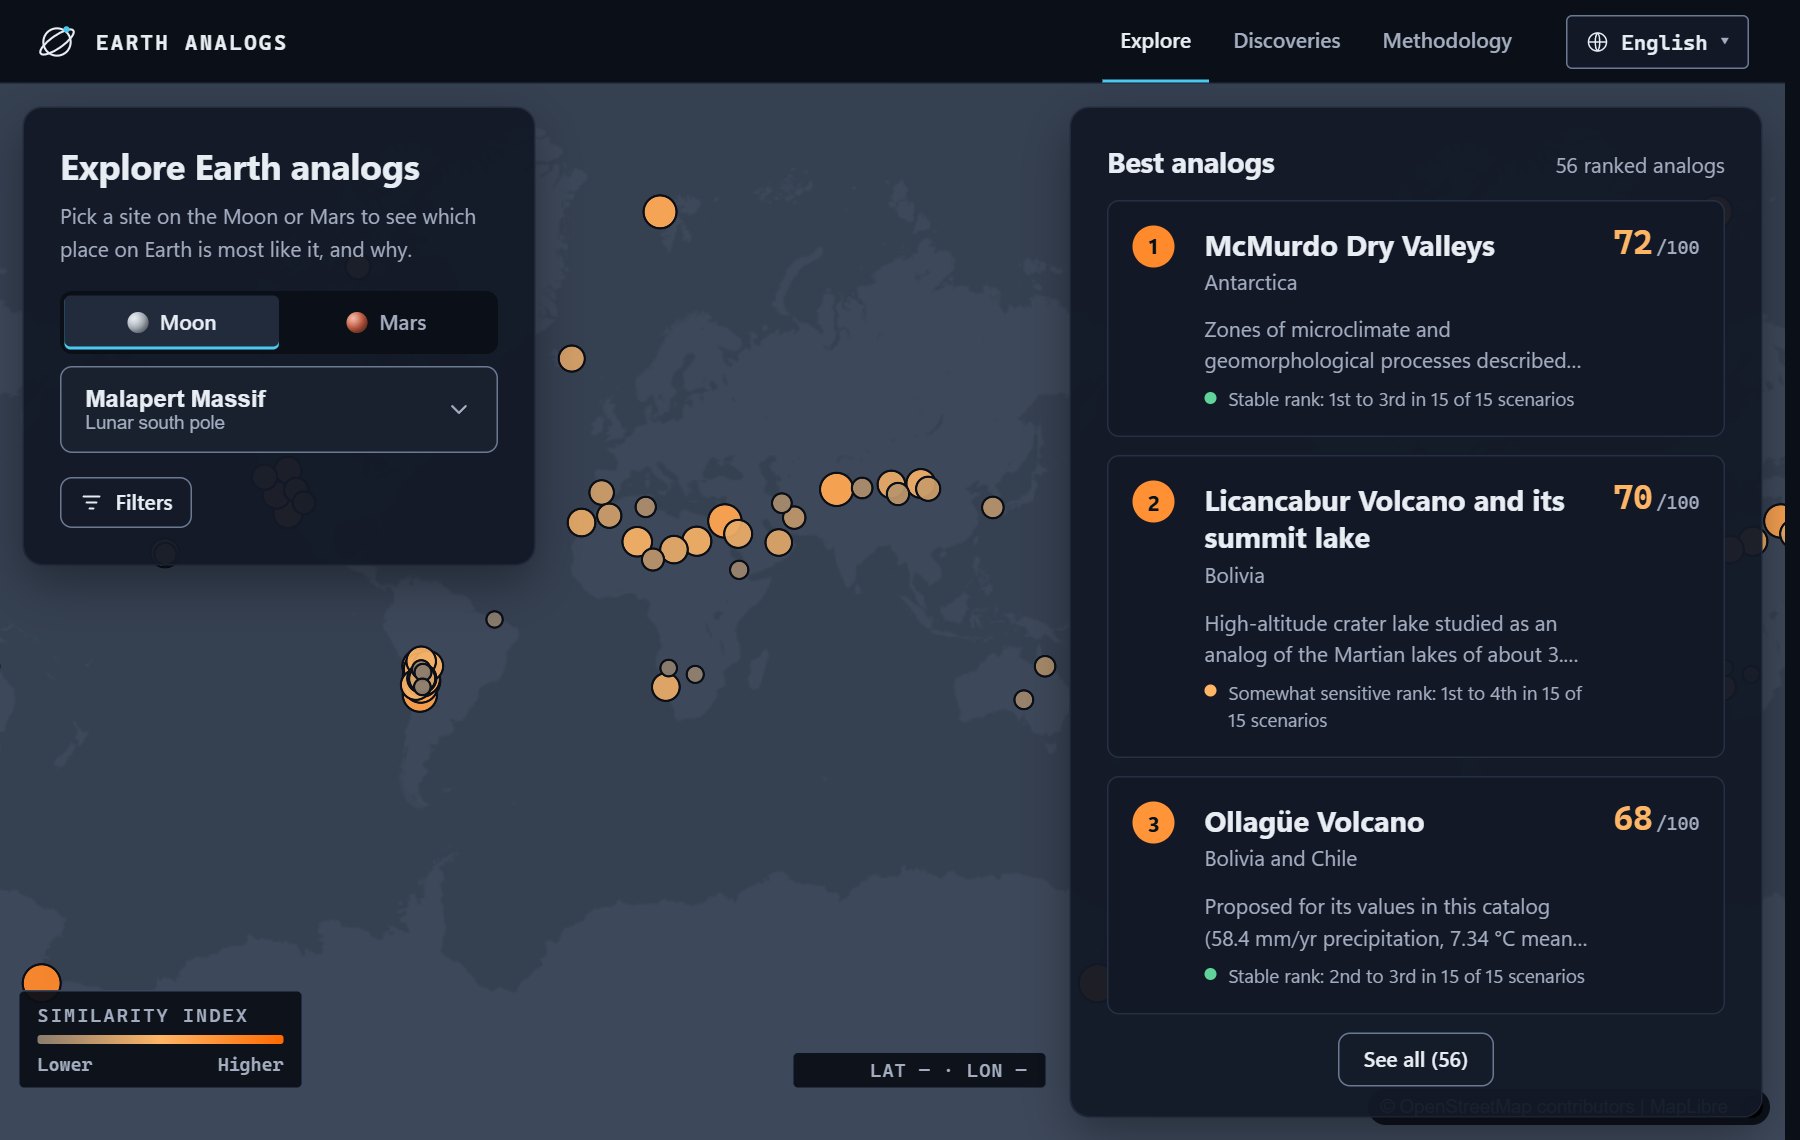 EARTH ANALOGS
Explore
Discoveries
Methodology
English
Explore Earth analogs
Pick a site on the Moon or Mars to see which
place on Earth is most like it, and why.
Moon
Mars
Malapert Massif
Lunar south pole
Filters
Best analogs
56 ranked analogs
1
McMurdo Dry Valleys
72 /100
Antarctica
Zones of microclimate and
geomorphological processes described...
Stable rank: 1st to 3rd in 15 of 15 scenarios
2
Licancabur Volcano and its
summit lake
70 /100
Bolivia
High-altitude crater lake studied as an
analog of the Martian lakes of about 3....
Somewhat sensitive rank: 1st to 4th in 15 of
15 scenarios
3
Ollagüe Volcano
68 /100
Bolivia and Chile
Proposed for its values in this catalog
(58.4 mm/yr precipitation, 7.34 °C mean...
Stable rank: 2nd to 3rd in 15 of 15 scenarios
See all (56)
SIMILARITY INDEX
Lower
Higher
LAT — · LON —
© OpenStreetMap contributors | MapLibre